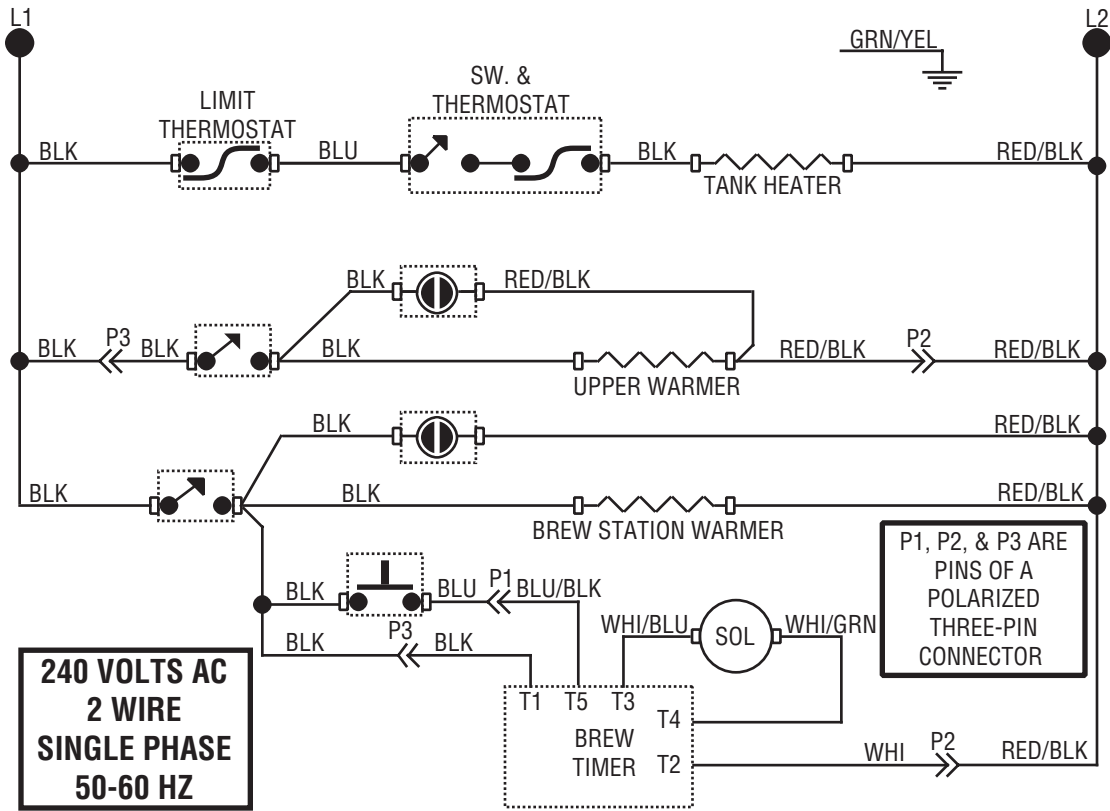 L1
L2
GRN/YEL
SW. &
THERMOSTAT
LIMIT
THERMOSTAT
BLK
BLU
BLK
RED/BLK
TANK HEATER
BLK
RED/BLK
BLK
P3
BLK
BLK
RED/BLK
P2
RED/BLK
UPPER WARMER
BLK
RED/BLK
BLK
BLK
RED/BLK
BREW STATION WARMER
P1, P2, & P3 ARE
PINS OF A
POLARIZED
THREE-PIN
CONNECTOR
BLK
BLU
P1
BLU/BLK
BLK
P3
BLK
WHI/BLU
SOL
WHI/GRN
240 VOLTS AC
2 WIRE
SINGLE PHASE
50-60 HZ
T1
T5
T3
T4
BREW
TIMER
T2
WHI
P2
RED/BLK